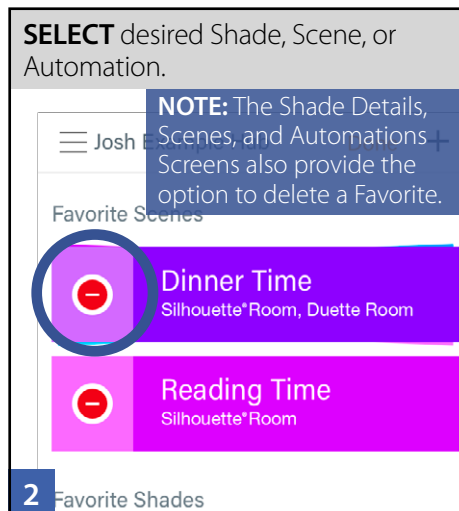 SELECT desired Shade, Scene, or
Automation.
NOTE: The Shade Details,
Scenes, and Automations
Screens also provide the
option to delete a Favorite.
Josh
Favorite Scenes
Dinner Time
Silhouette® Room, Duette Room
Reading Time
Silhouette® Room
2
Favorite Shades